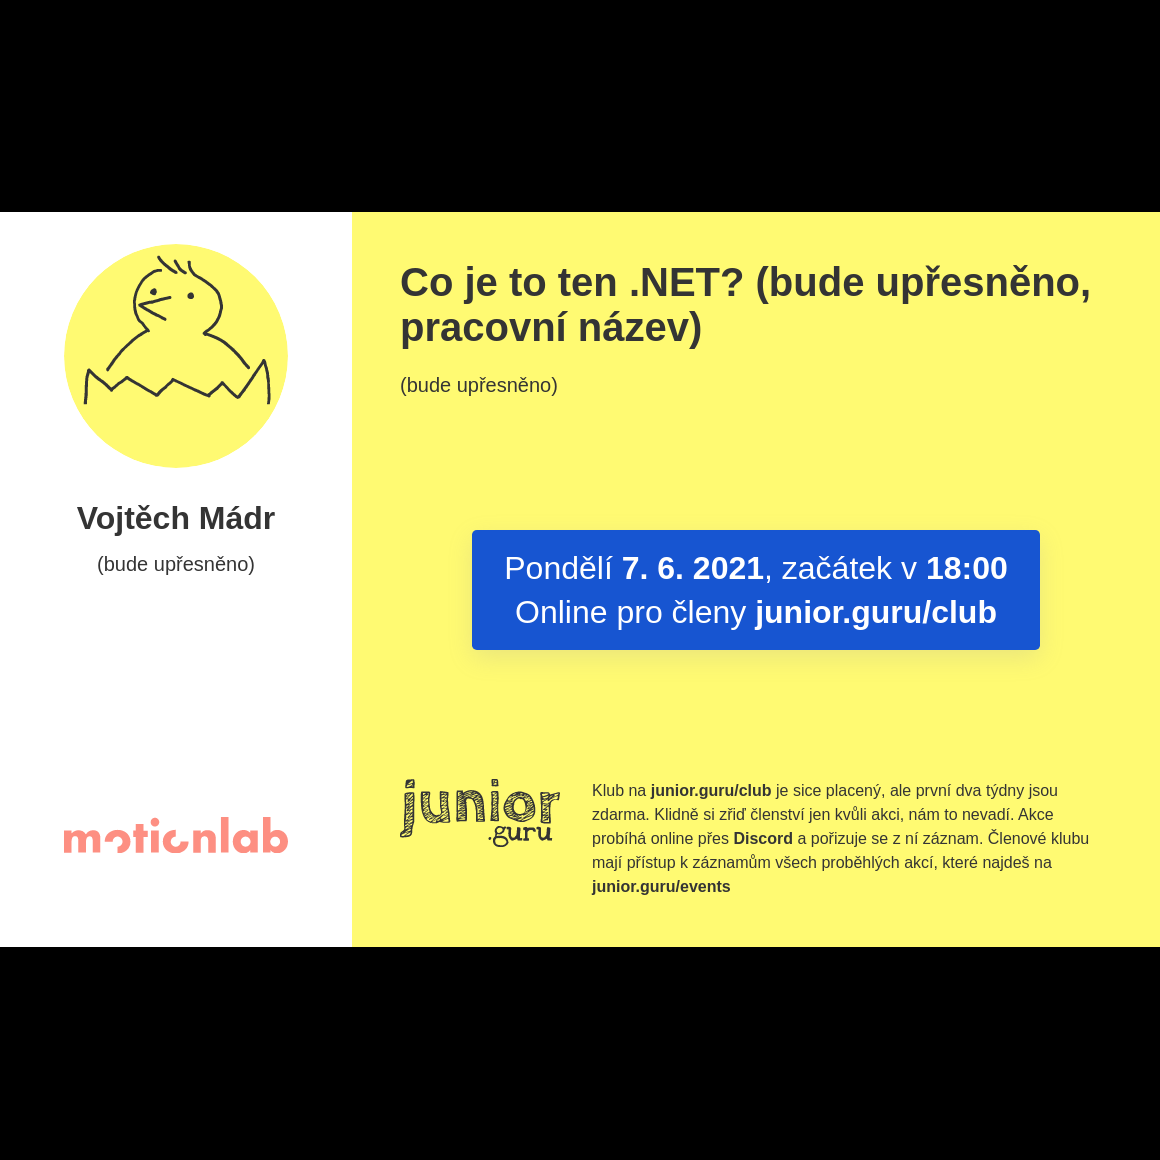 Vojtěch Mádr
(bude upřesněno)
motionlab
Co je to ten .NET? (bude upřesněno,
pracovní název)
(bude upřesněno)
Pondělí 7. 6. 2021, začátek v 18:00
Online pro členy junior.guru/club
junior
.guru
Klub na junior.guru/club je sice placený, ale první dva týdny jsou
zdarma. Klidně si zřiď členství jen kvůli akci, nám to nevadí. Akce
probíhá online přes Discord a pořizuje se z ní záznam. Členové klubu
mají přístup k záznamům všech proběhlých akcí, které najdeš na
junior.guru/events